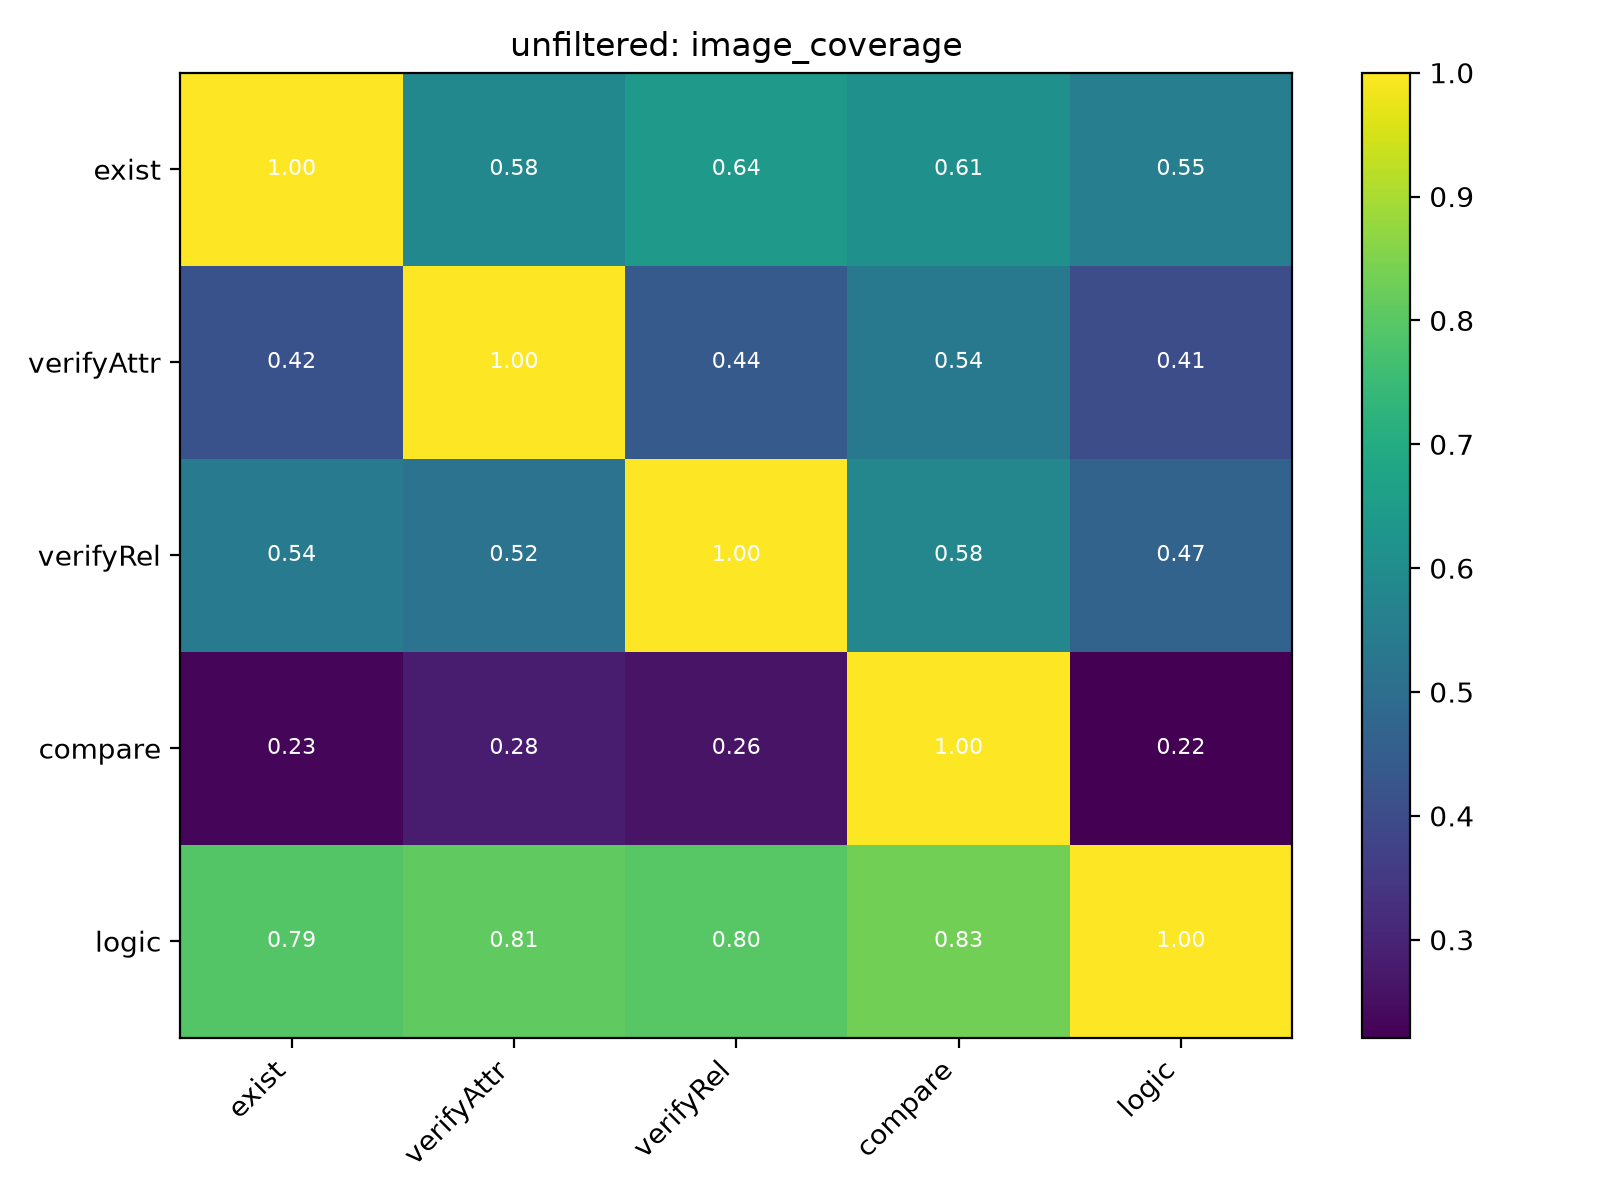 unfiltered: image_coverage
exist 1.00 0.58 0.64 0.61 0.55
verifyAttr 0.42 1.00 0.44 0.54 0.41
verifyRel 0.54 0.52 1.00 0.58 0.47
compare 0.23 0.28 0.26 1.00 0.22
logic 0.79 0.81 0.80 0.83 1.00
exist verifyAttr verifyRel compare logic
1.0
0.9
0.8
0.7
0.6
0.5
0.4
0.3